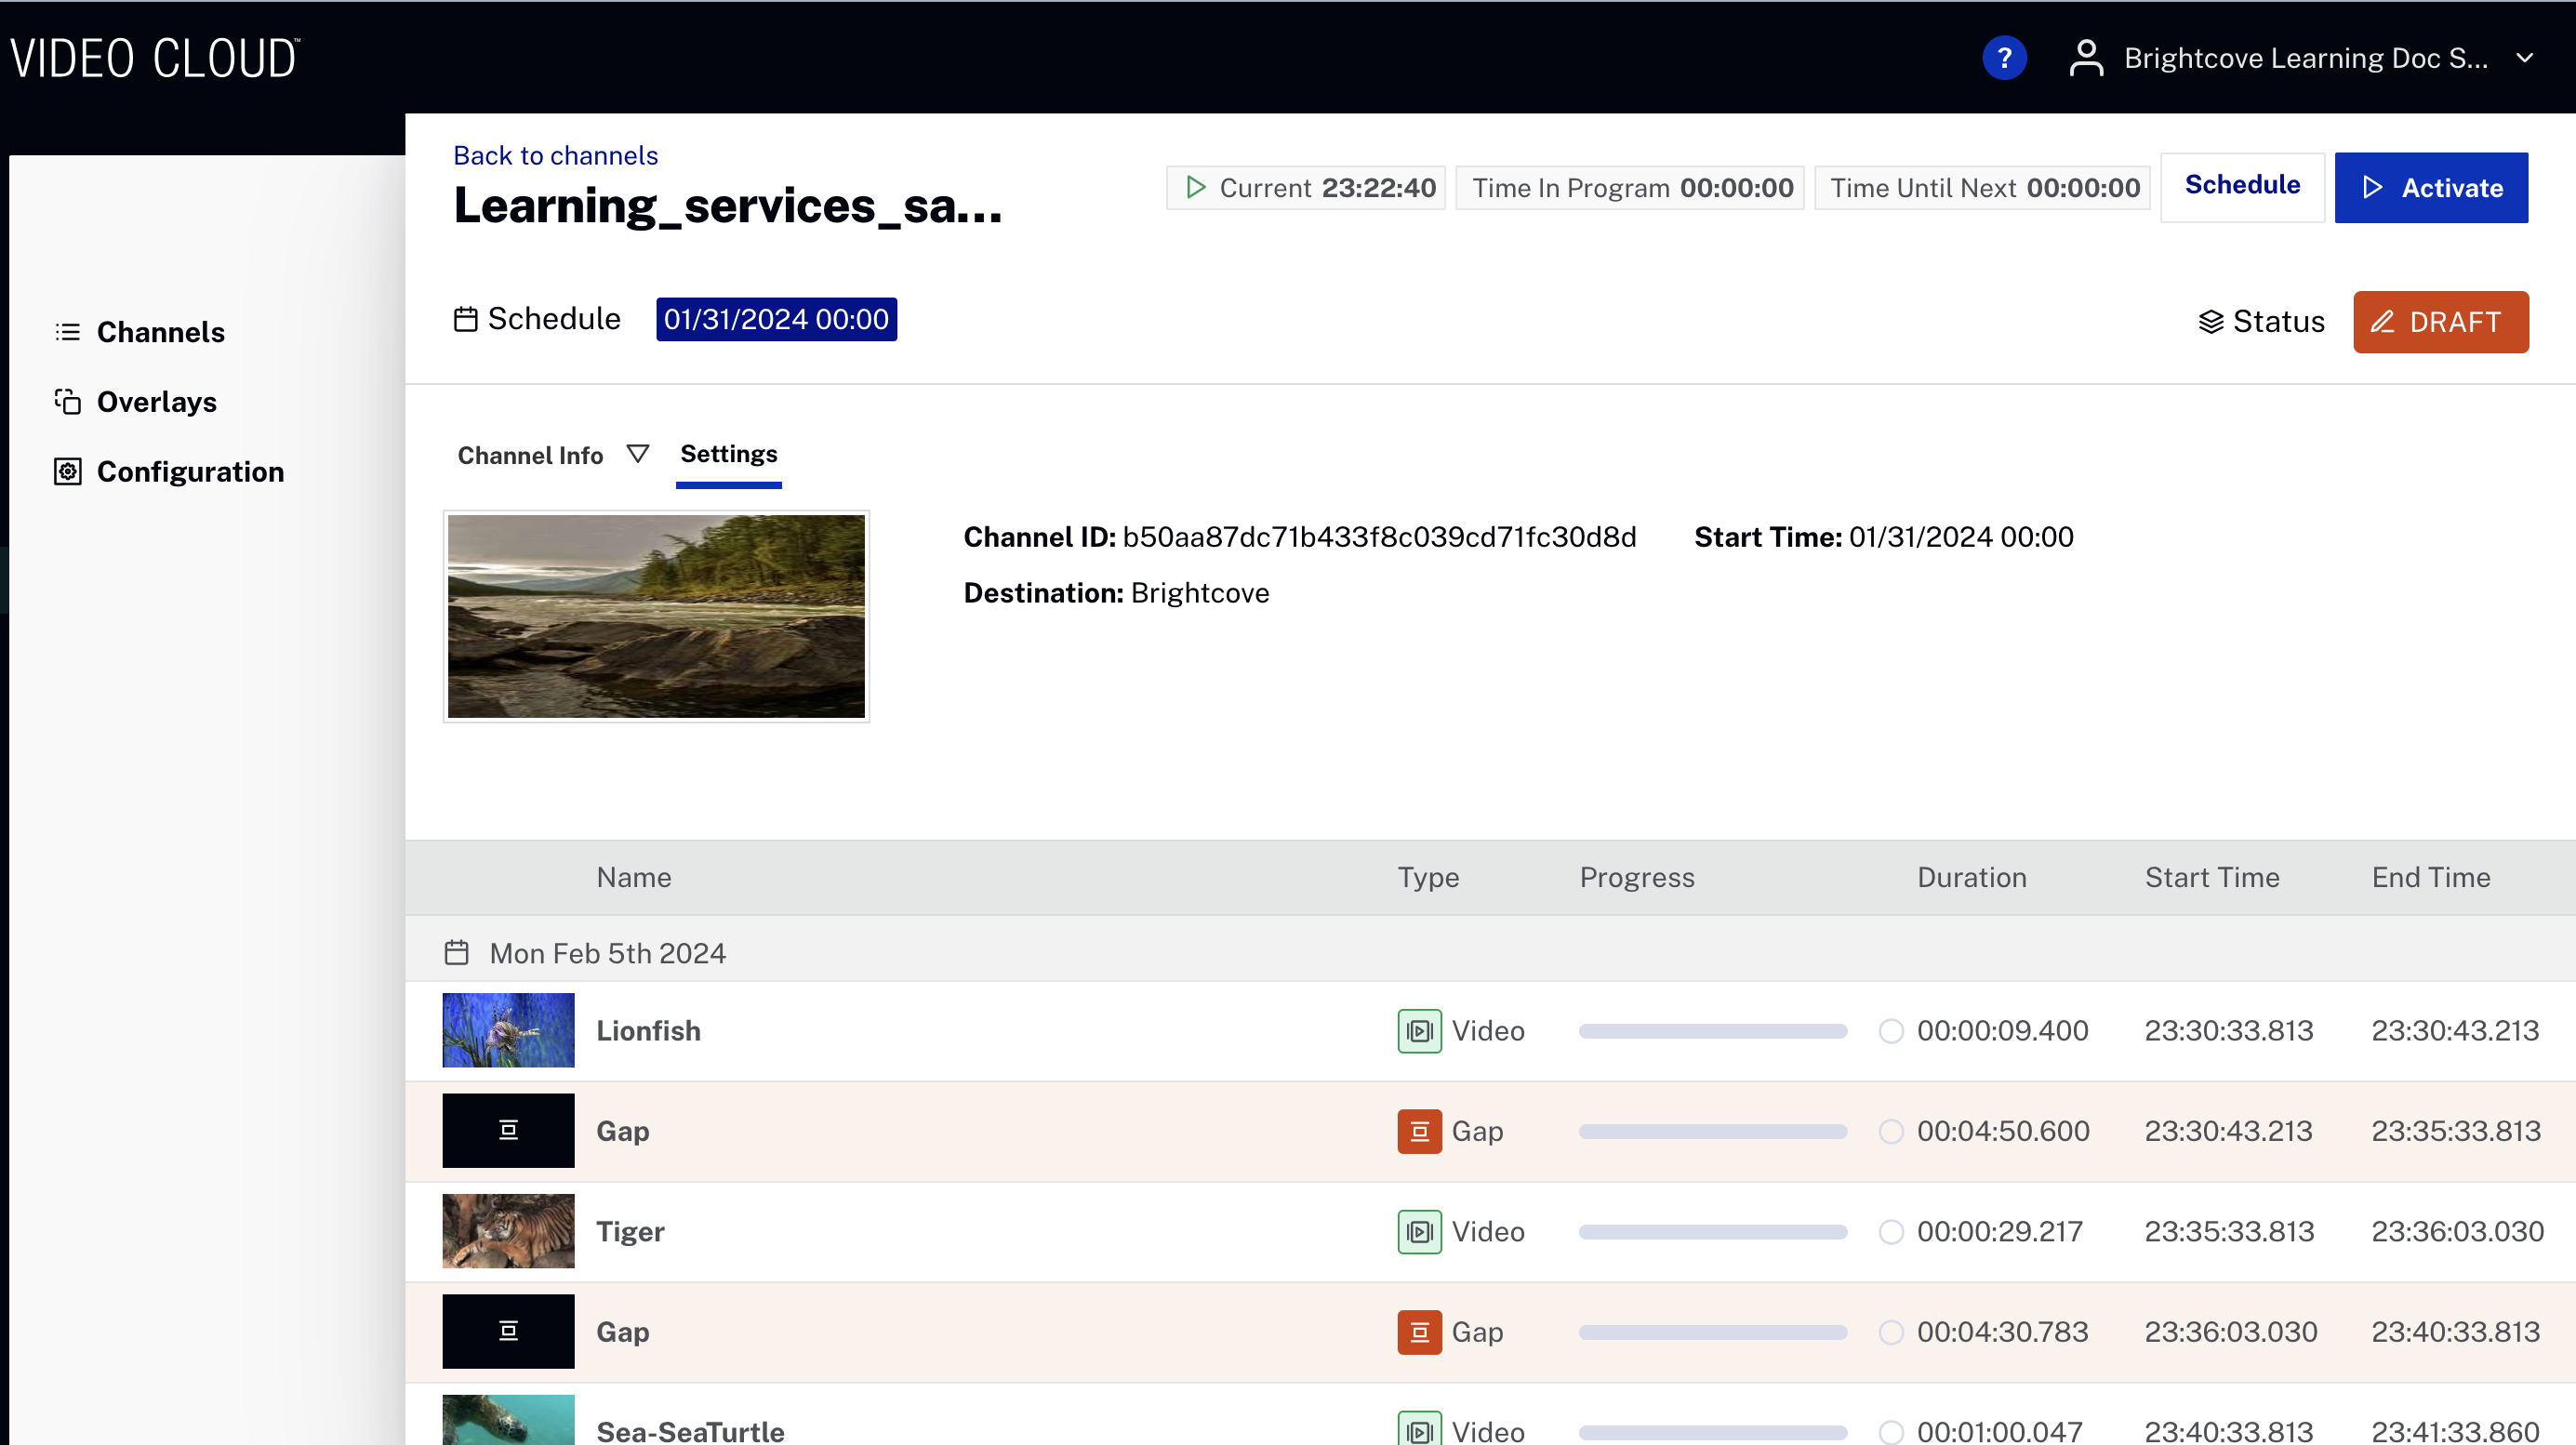 VIDEO CLOUD™
? Brightcove Learning Doc S...
Back to channels
Learning_services_sa...
Current 23:22:40 Time In Program 00:00:00 Time Until Next 00:00:00 Schedule Activate
Schedule 01/31/2024 00:00 Status DRAFT
Channels
Overlays
Configuration
Channel Info Settings
Channel ID: b50aa87dc71b433f8c039cd71fc30d8d Start Time: 01/31/2024 00:00
Destination: Brightcove
Name Type Progress Duration Start Time End Time
Mon Feb 5th 2024
Lionfish Video 00:00:09.400 23:30:33.813 23:30:43.213
Gap Gap 00:04:50.600 23:30:43.213 23:35:33.813
Tiger Video 00:00:29.217 23:35:33.813 23:36:03.030
Gap Gap 00:04:30.783 23:36:03.030 23:40:33.813
Sea-SeaTurtle Video 00:01:00.047 23:40:33.813 23:41:33.860